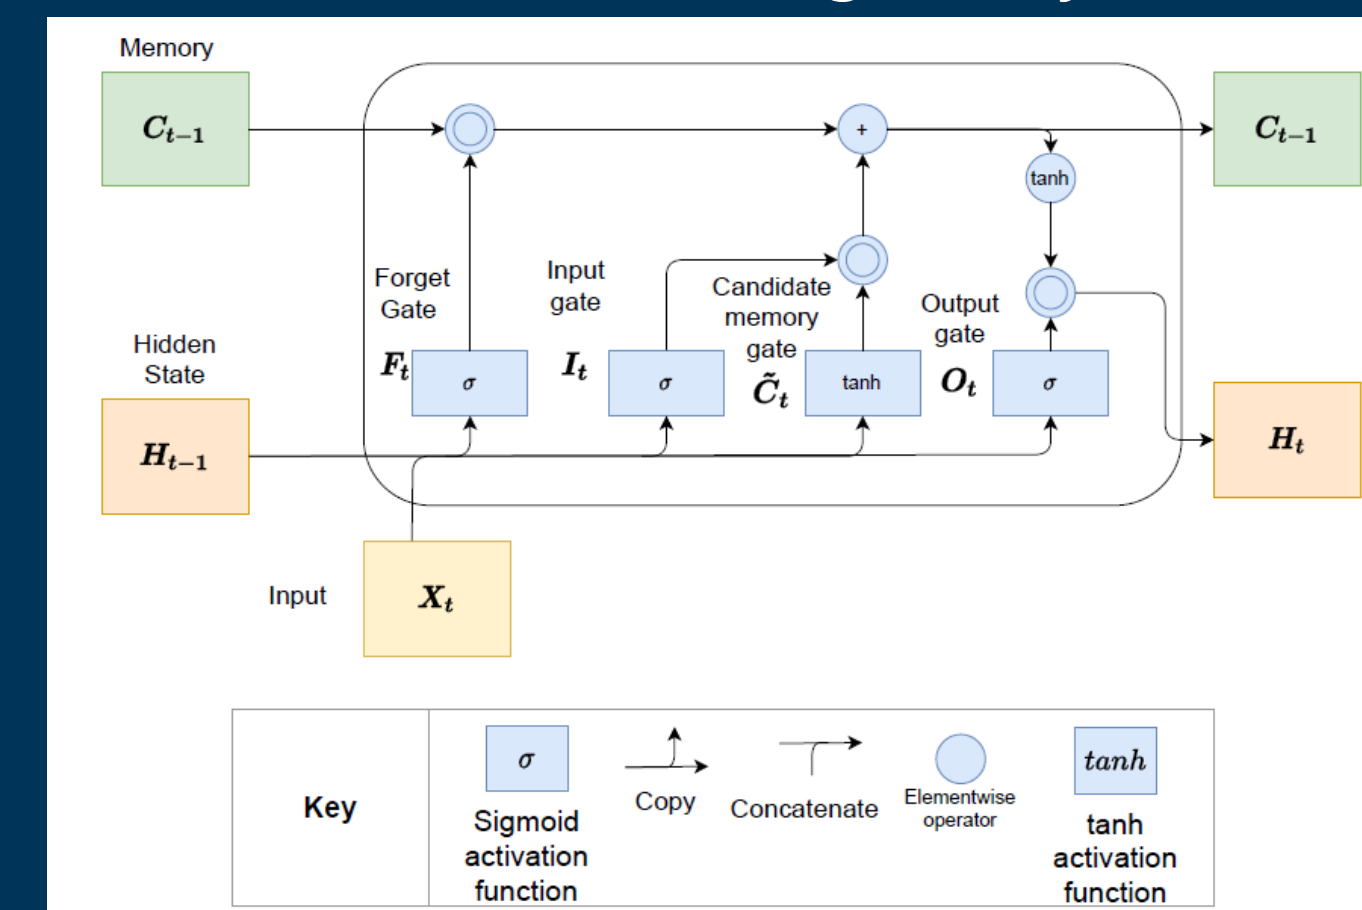 Memory
C_{t−1}
+
C_{t−1}
tanh
Forget
Gate
Input
gate
Candidate
memory
gate
Output
gate
Hidden
State
F_t
σ
I_t
σ
C̃_t
tanh
O_t
σ
H_{t−1}
H_t
Input
X_t
Key
σ
Sigmoid
activation
function
Copy
Concatenate
Elementwise
operator
tanh
tanh
activation
function